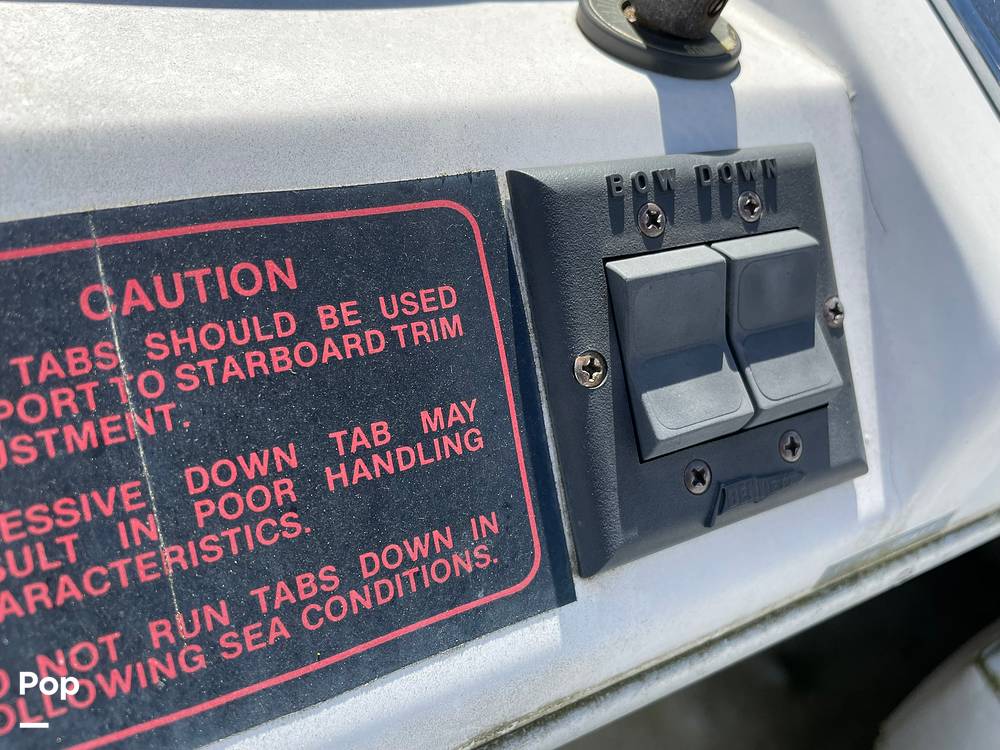 CAUTION
TABS SHOULD BE USED
PORT TO STARBOARD TRIM
USTMENT.
ESSIVE DOWN TAB MAY
SULT IN POOR HANDLING
ARACTERISTICS.
NOT RUN TABS DOWN IN
OLLOWING SEA CONDITIONS.
BOW DOWN
BENNETT
Pop